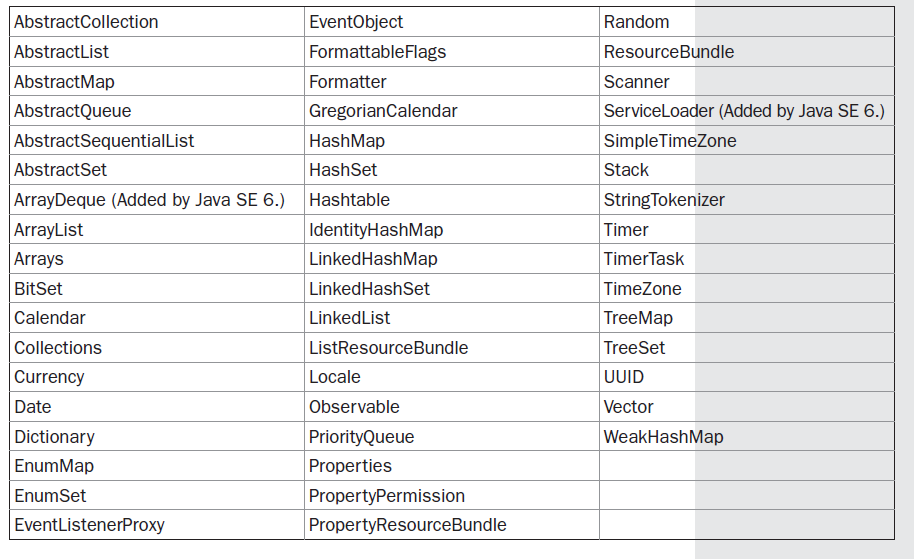 AbstractCollection EventObject Random
AbstractList FormattableFlags ResourceBundle
AbstractMap Formatter Scanner
AbstractQueue GregorianCalendar ServiceLoader (Added by Java SE 6.)
AbstractSequentialList HashMap SimpleTimeZone
AbstractSet HashSet Stack
ArrayDeque (Added by Java SE 6.) Hashtable StringTokenizer
ArrayList IdentityHashMap Timer
Arrays LinkedHashMap TimerTask
BitSet LinkedHashSet TimeZone
Calendar LinkedList TreeMap
Collections ListResourceBundle TreeSet
Currency Locale UUID
Date Observable Vector
Dictionary PriorityQueue WeakHashMap
EnumMap Properties
EnumSet PropertyPermission
EventListenerProxy PropertyResourceBundle